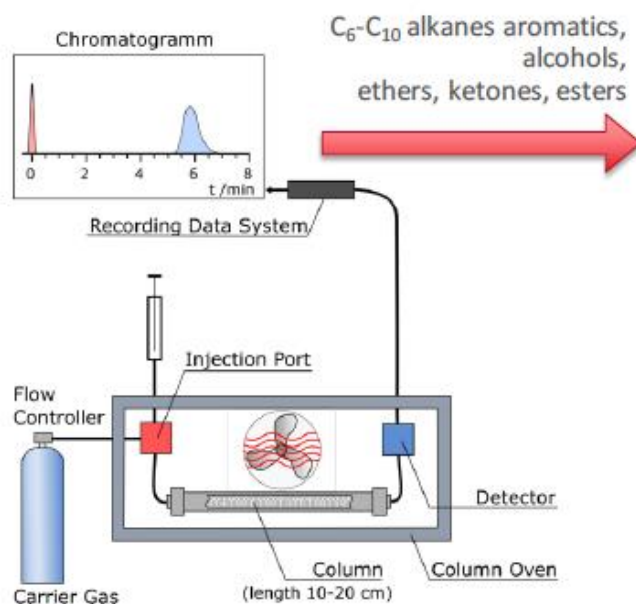 Chromatogramm
C₆-C₁₀ alkanes aromatics,
alcohols,
ethers, ketones, esters
0 2 4 6 8
t /min
Recording Data System
Injection Port
Flow
Controller
Detector
Column
(length 10-20 cm)
Column Oven
Carrier Gas